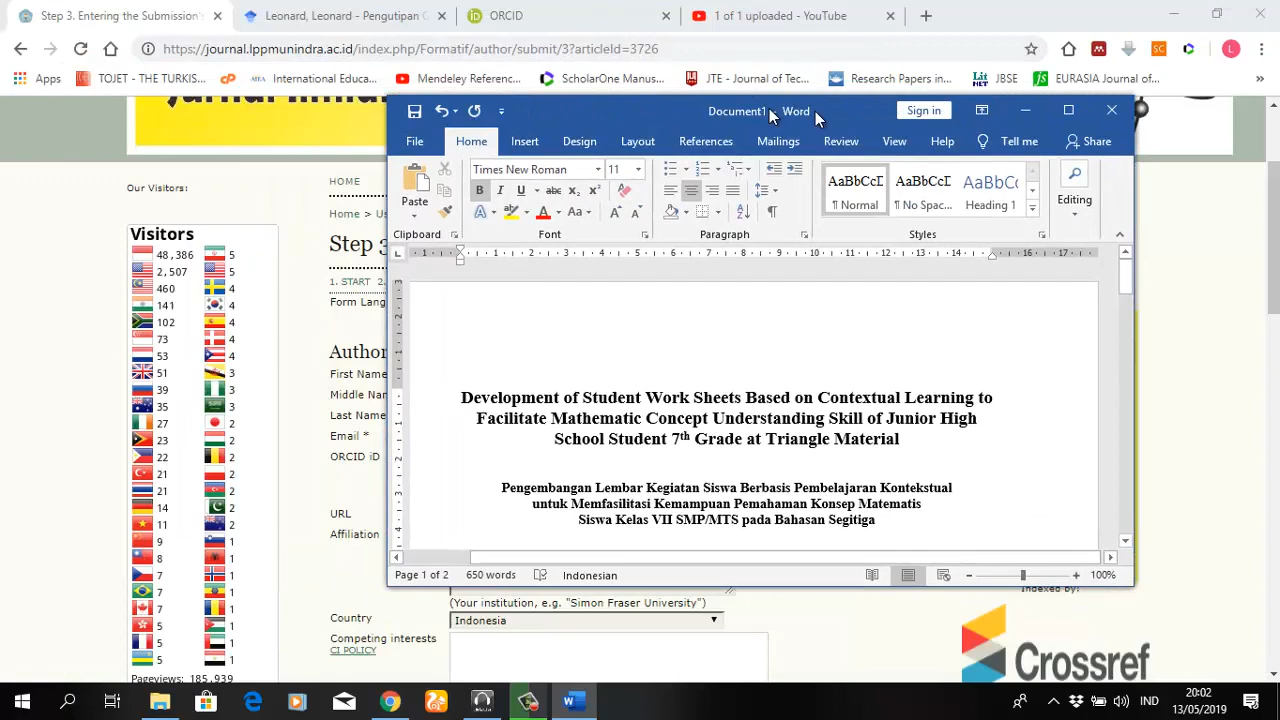 Step 3. Entering the Submission'
Leonard, Leonard - Pengutipan
ORCID
1 of 1 uploaded - YouTube
https://journal.lppmunindra.ac.id/index.php/Formatif/author/submit/3?articleId=3726
L
Apps
TOJET - THE TURKIS...
International Educa...
Mendeley Referenc...
ScholarOne Manus...
JTE - Journal of Tec...
Research Papers in...
JBSE
EURASIA Journal of...
»
Document1 - Word
Sign in
File
Home
Insert
Design
Layout
References
Mailings
Review
View
Help
Tell me
Share
Times New Roman
11
Paste
Clipboard
Font
Paragraph
AaBbCcD
¶ Normal
AaBbCcD
¶ No Spac...
AaBbCc
Heading 1
Styles
Editing
Development of Student Work Sheets Based on Contextual Learning to
Facilitate Mathematic Concept Understanding Skill of Junior High
School Student 7th Grade at Triangle Material
Pengembangan Lembar Kegiatan Siswa Berbasis Pembelajaran Kontekstual
untuk Memfasilitasi Kemampuan Pemahaman Konsep Matematis
Siswa Kelas VII SMP/MTS pada Bahasan Segitiga
Page 1 of 2
650 words
Indonesian
100%
Our Visitors:
Visitors
48,386 5
2,507 5
460 4
141 4
102 4
73 4
53 4
51 3
39 3
35 3
27 2
23 2
22 2
21 2
21 2
14 2
11 2
9 1
8 1
7 1
7 1
7 1
5 1
5 1
5 1
Pageviews: 185,939
HOME
Home > Us
Step 3
1. START 2.
Form Lang
Autho
First Name
Middle Nam
Last Name
Email *
ORCID iD
URL
Affiliation
(Your institution, e.g. "Simon Fraser University")
Country
Indonesia
Competing interests
CI POLICY
Indexed by:
Crossref
IND
20:02
13/05/2019